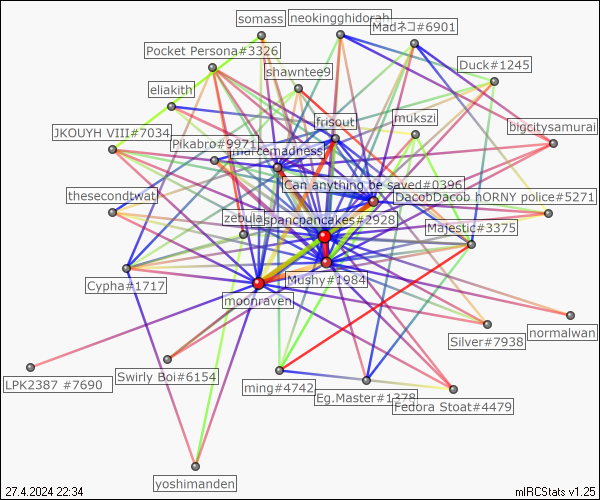 somass
neokingghidorah
Madネコ#6901
Pocket Persona#3326
shawntee9
Duck#1245
eliakith
frisout
mukszi
bigcitysamurai
JKOUYH VIII#7034
Pikabro#9971
marcemadness
Can anything be saved#0396
thesecondtwat
DacobDacob hORNY police#5271
zebula
spancpancakes#2928
Majestic#3375
Cypha#1717
Mushy#1984
moonraven
normalwan
Silver#7938
LPK2387 #7690
Swirly Boi#6154
ming#4742
Eg.Master#1378
Fedora Stoat#4479
yoshimanden
27.4.2024 22:34
mIRCStats v1.25